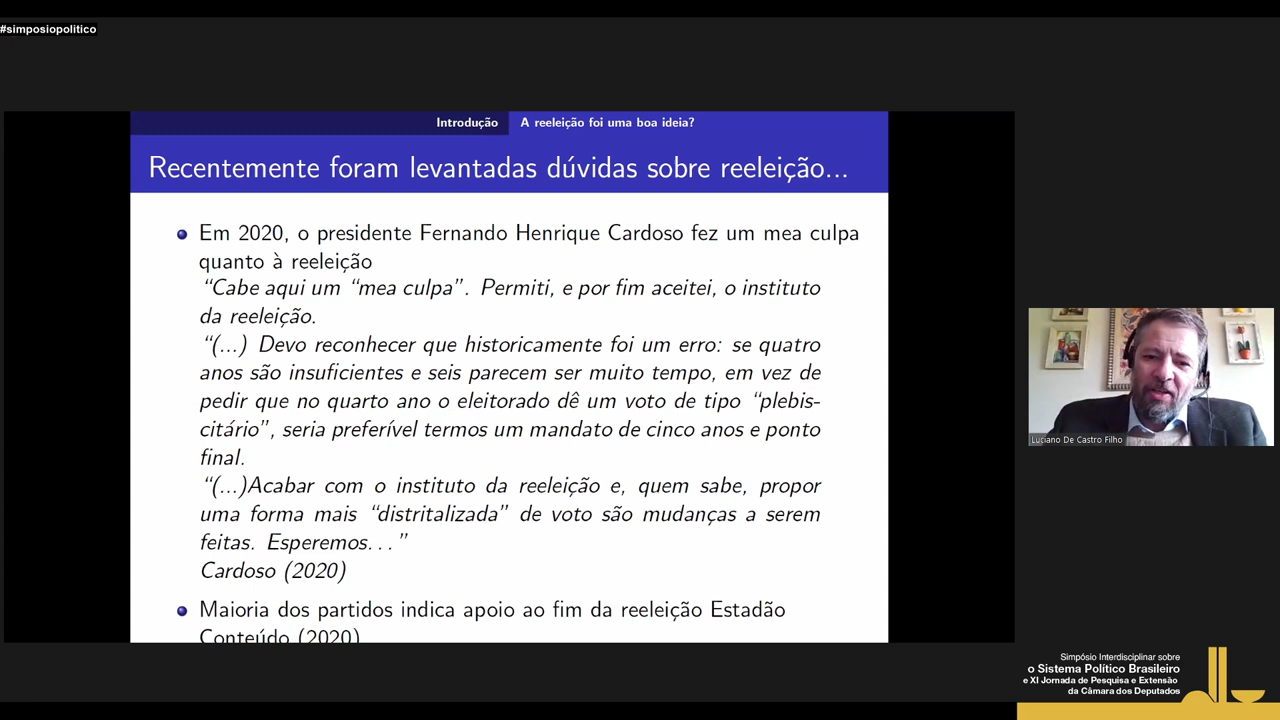 #simposiopolitico
Introdução
A reeleição foi uma boa ideia?
Recentemente foram levantadas dúvidas sobre reeleição...
Em 2020, o presidente Fernando Henrique Cardoso fez um mea culpa
quanto à reeleição
“Cabe aqui um “mea culpa”. Permiti, e por fim aceitei, o instituto
da reeleição.
“(...) Devo reconhecer que historicamente foi um erro: se quatro
anos são insuficientes e seis parecem ser muito tempo, em vez de
pedir que no quarto ano o eleitorado dê um voto de tipo “plebis-
citário”, seria preferível termos um mandato de cinco anos e ponto
final.
“(...)Acabar com o instituto da reeleição e, quem sabe, propor
uma forma mais “distritalizada” de voto são mudanças a serem
feitas. Esperemos...”
Cardoso (2020)
Maioria dos partidos indica apoio ao fim da reeleição Estadão
Conteúdo (2020)
Luciano De Castro Filho
Simpósio Interdisciplinar sobre
o Sistema Político Brasileiro
e XI Jornada de Pesquisa e Extensão
da Câmara dos Deputados